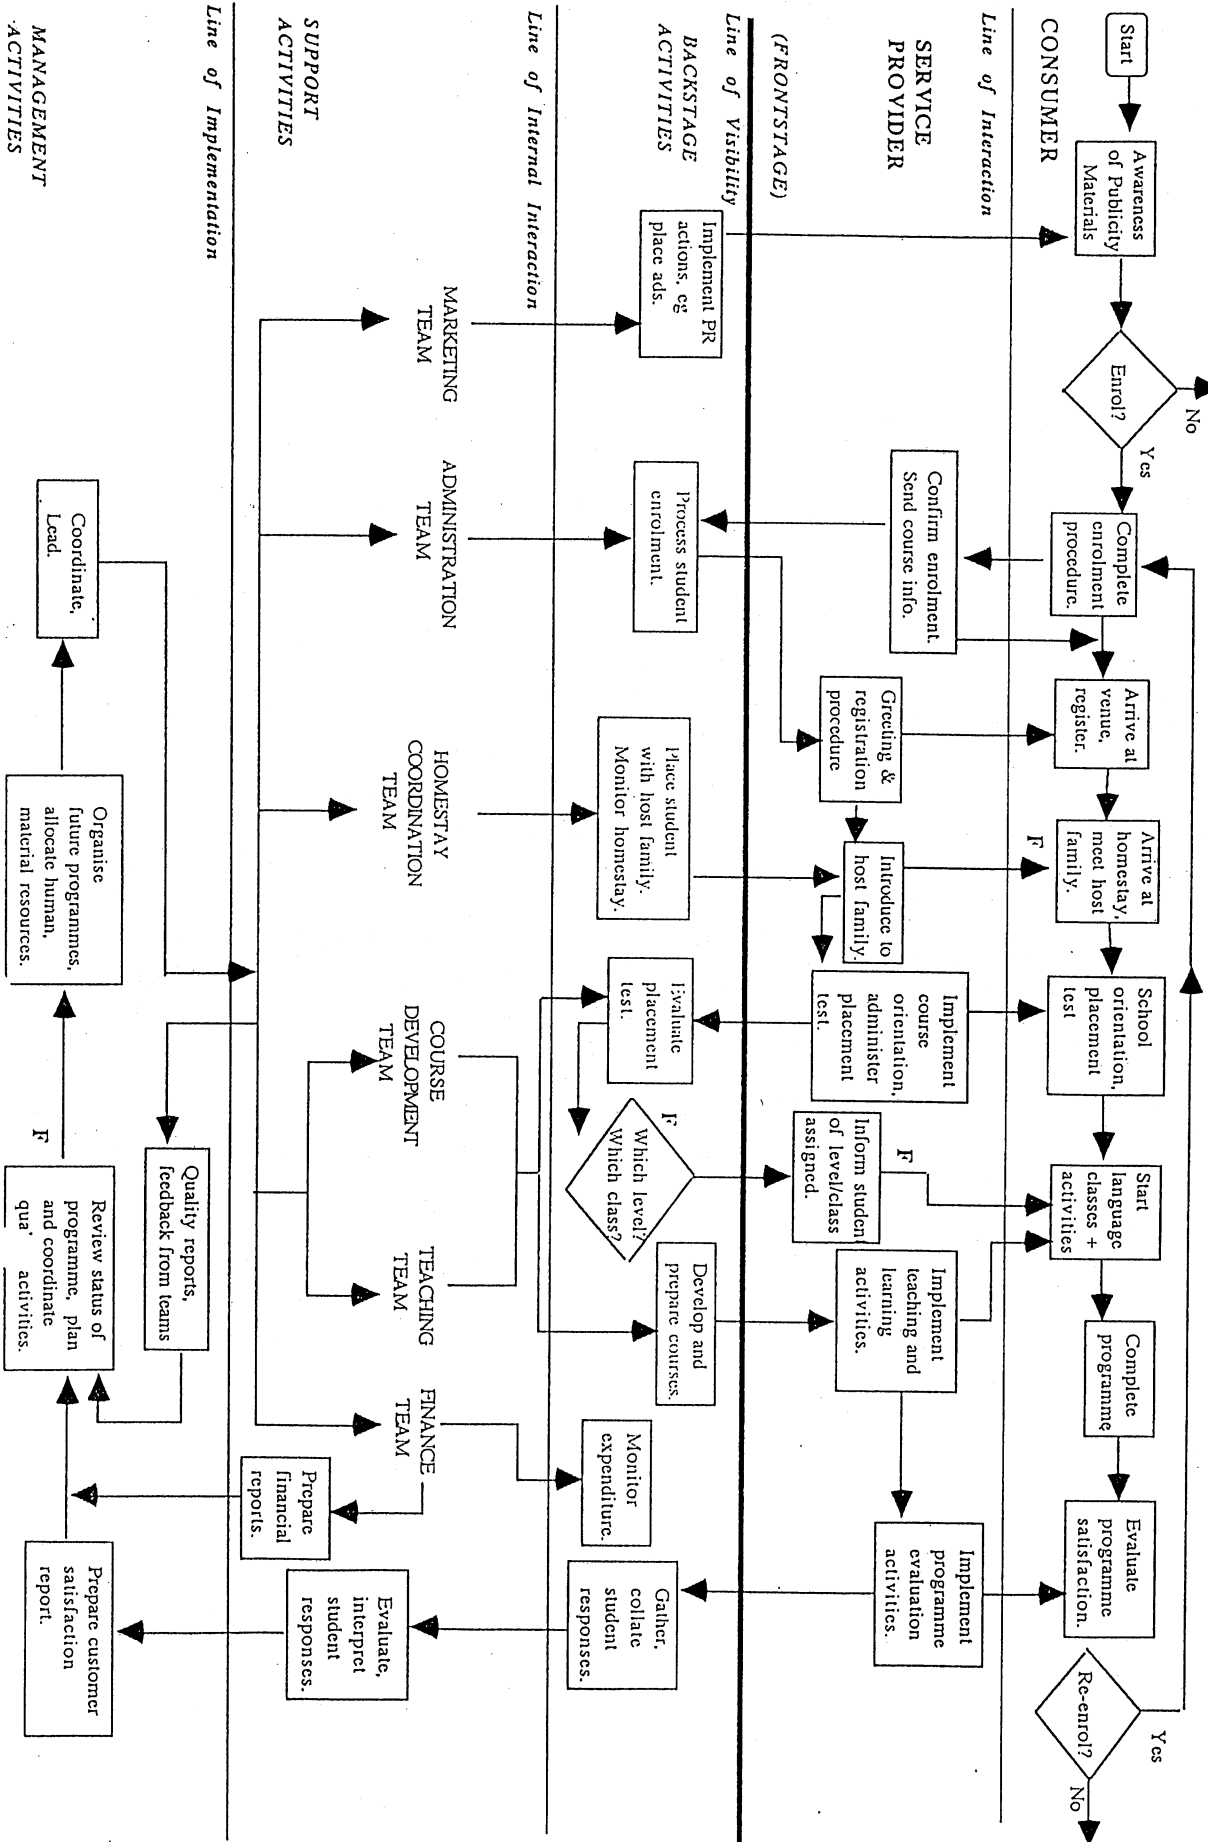 Start
CONSUMER
Awareness
of Publicity
Materials
Enrol?
No
Yes
Complete
enrolment
procedure.
Arrive at
venue,
register.
Arrive at
homestay,
meet host
family.
F
School
orientation,
placement
test
Start
language
classes +
activities
Complete
programme
Evaluate
programme
satisfaction.
Re-enrol?
Yes
No
Line of Interaction
SERVICE
PROVIDER
(FRONTSTAGE)
Confirm enrolment.
Send course info.
Greeting &
registration
procedure
Introduce to
host family.
Implement
course
orientation,
administer
placement
test.
Inform student
of level/class
assigned.
F
Implement
teaching and
learning
activities.
Implement
programme
evaluation
activities.
Line of Visibility
BACKSTAGE
ACTIVITIES
Implement PR
actions, eg
place ads.
Process student
enrolment.
Place student
with host family.
Monitor homestay.
Evaluate
placement
test.
F
Which level?
Which class?
Develop and
prepare courses.
Monitor
expenditure.
Gather,
collate
student
responses.
Line of Internal Interaction
SUPPORT
ACTIVITIES
MARKETING
TEAM
ADMINISTRATION
TEAM
HOMESTAY
COORDINATION
TEAM
COURSE
DEVELOPMENT
TEAM
TEACHING
TEAM
FINANCE
TEAM
Prepare
financial
reports.
Evaluate,
interpret
student
responses.
Line of Implementation
MANAGEMENT
ACTIVITIES
Coordinate,
Lead.
Organise
future programmes,
allocate human,
material resources.
F
Quality reports,
feedback from teams
Review status of
programme, plan
and coordinate
activities.
Prepare customer
satisfaction
report.